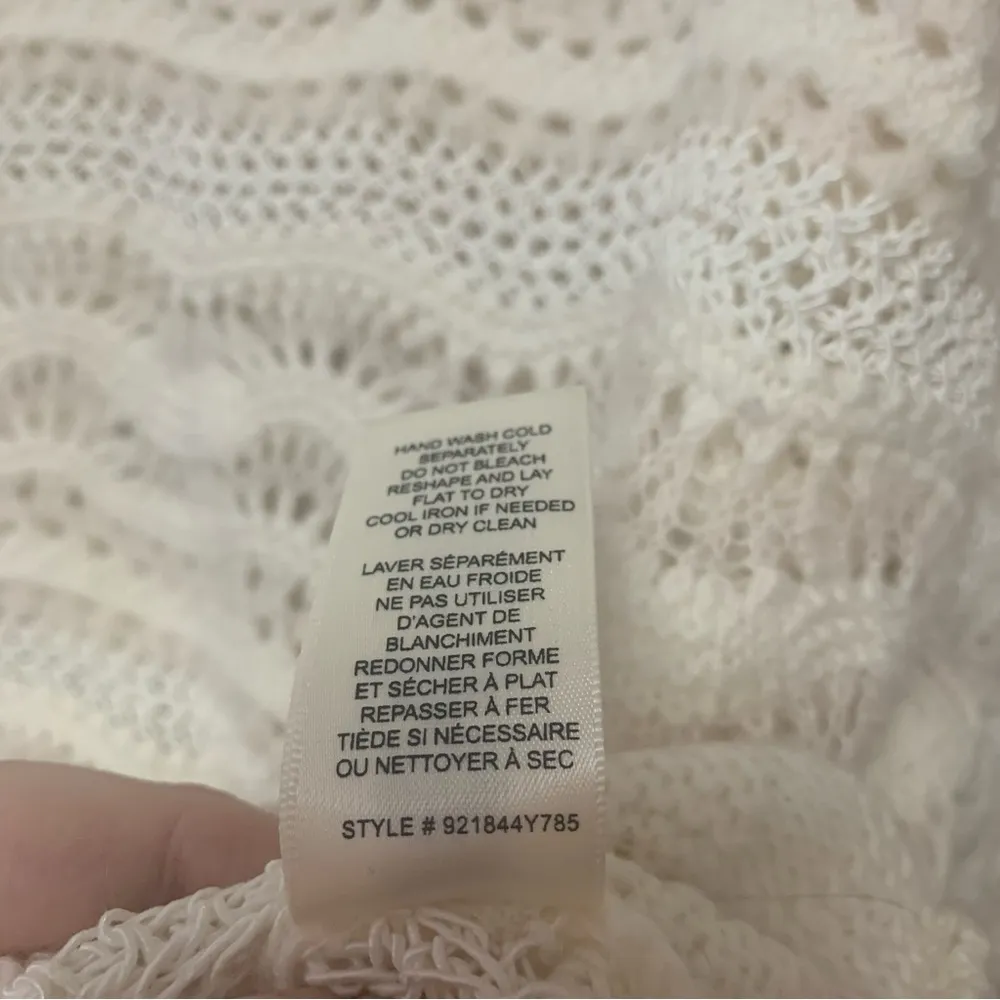 HAND WASH COLD
SEPARATELY
DO NOT BLEACH
RESHAPE AND LAY
FLAT TO DRY
COOL IRON IF NEEDED
OR DRY CLEAN
LAVER SÉPARÉMENT
EN EAU FROIDE
NE PAS UTILISER
D'AGENT DE
BLANCHIMENT
REDONNER FORME
ET SÉCHER À PLAT
REPASSER À FER
TIÈDE SI NÉCESSAIRE
OU NETTOYER À SEC
STYLE # 921844Y785